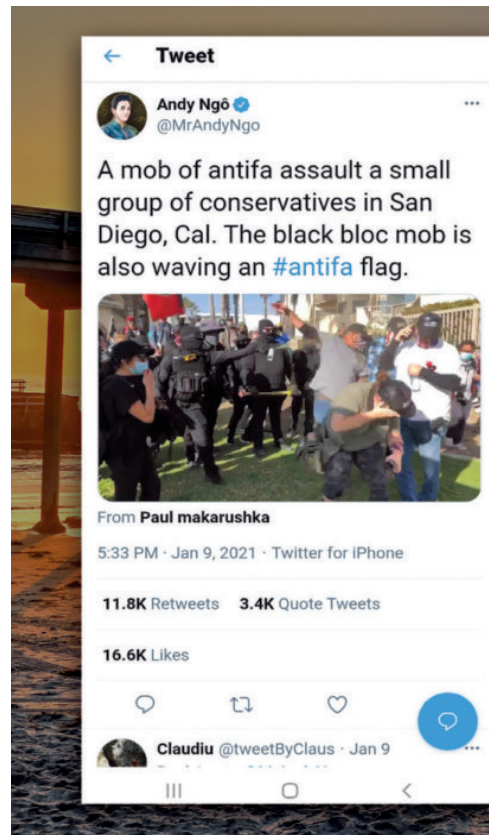 Tweet
Andy Ngô
@MrAndyNgo
A mob of antifa assault a small
group of conservatives in San
Diego, Cal. The black bloc mob is
also waving an #antifa flag.
From Paul makarushka
5:33 PM · Jan 9, 2021 · Twitter for iPhone
11.8K Retweets 3.4K Quote Tweets
16.6K Likes
Claudiu @tweetByClaus · Jan 9